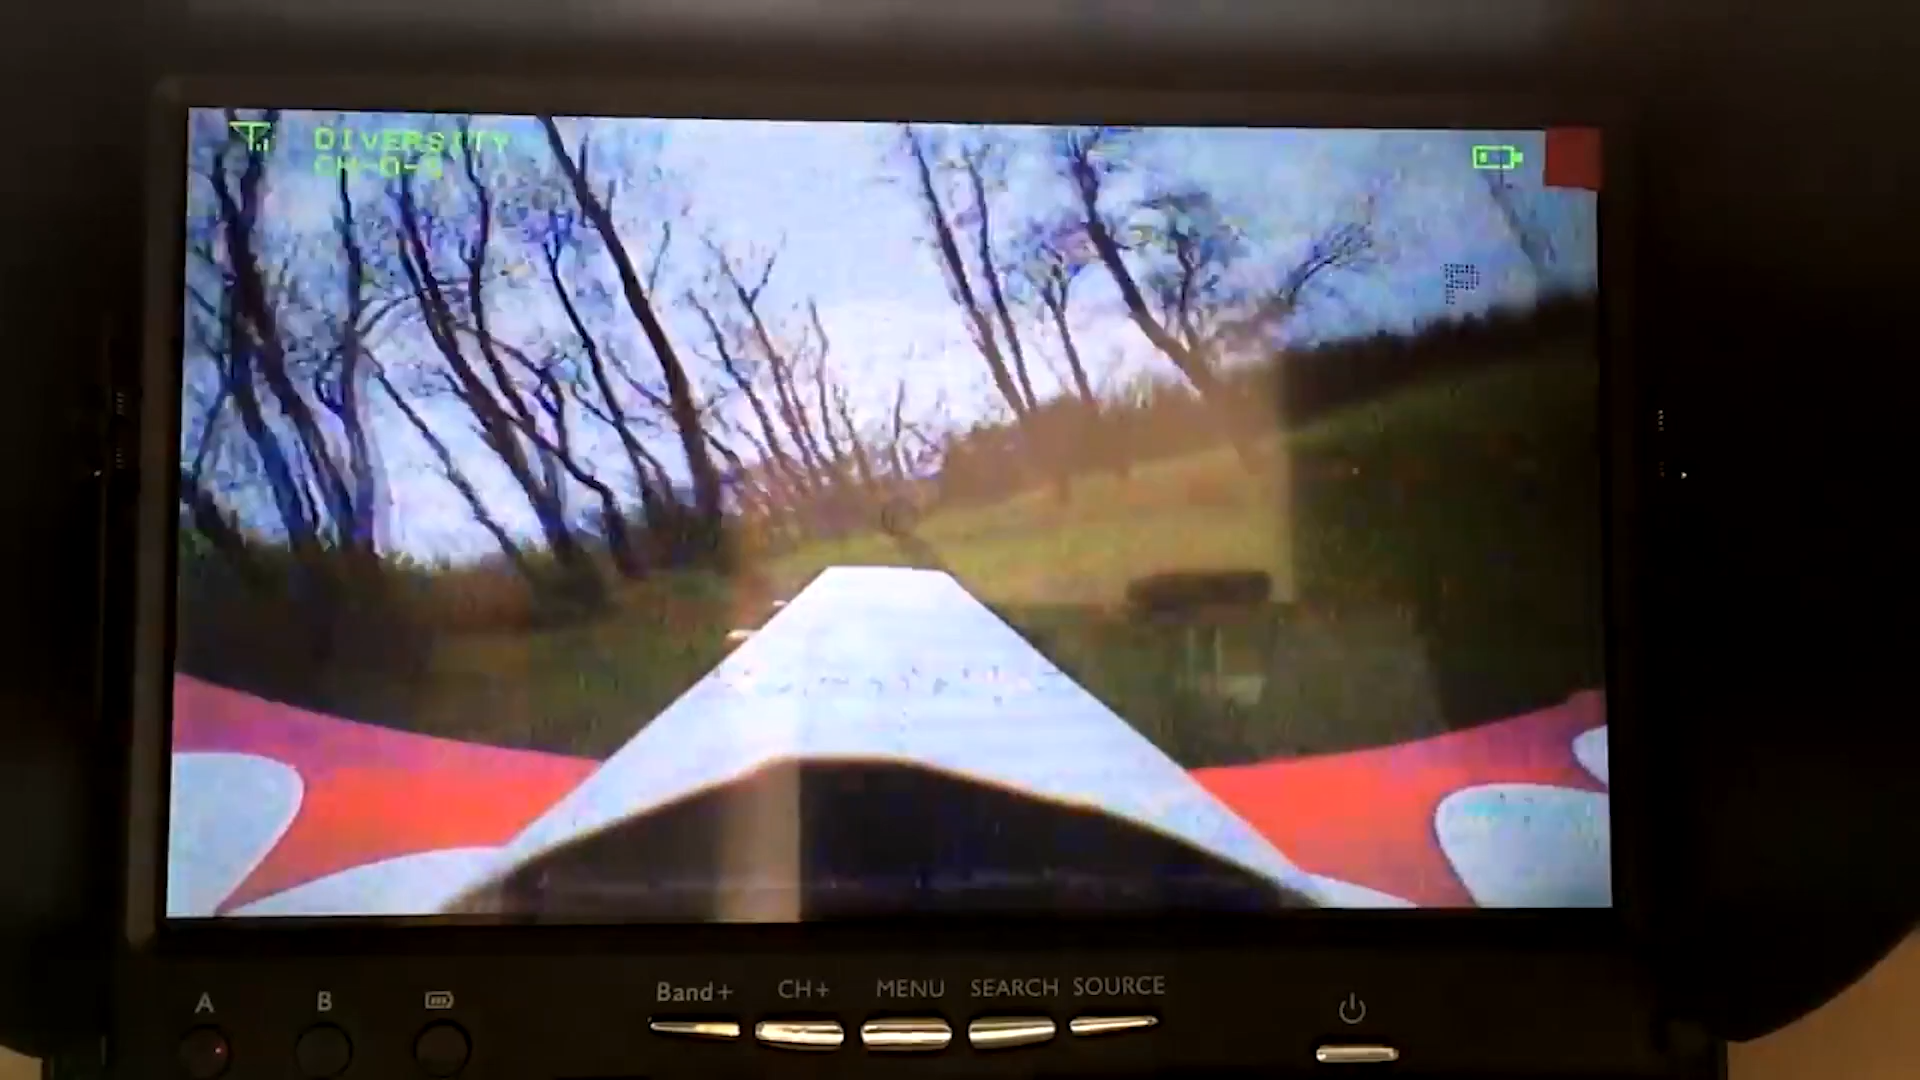 DIVERSITY
P
A
B
Band+
CH+
MENU
SEARCH
SOURCE